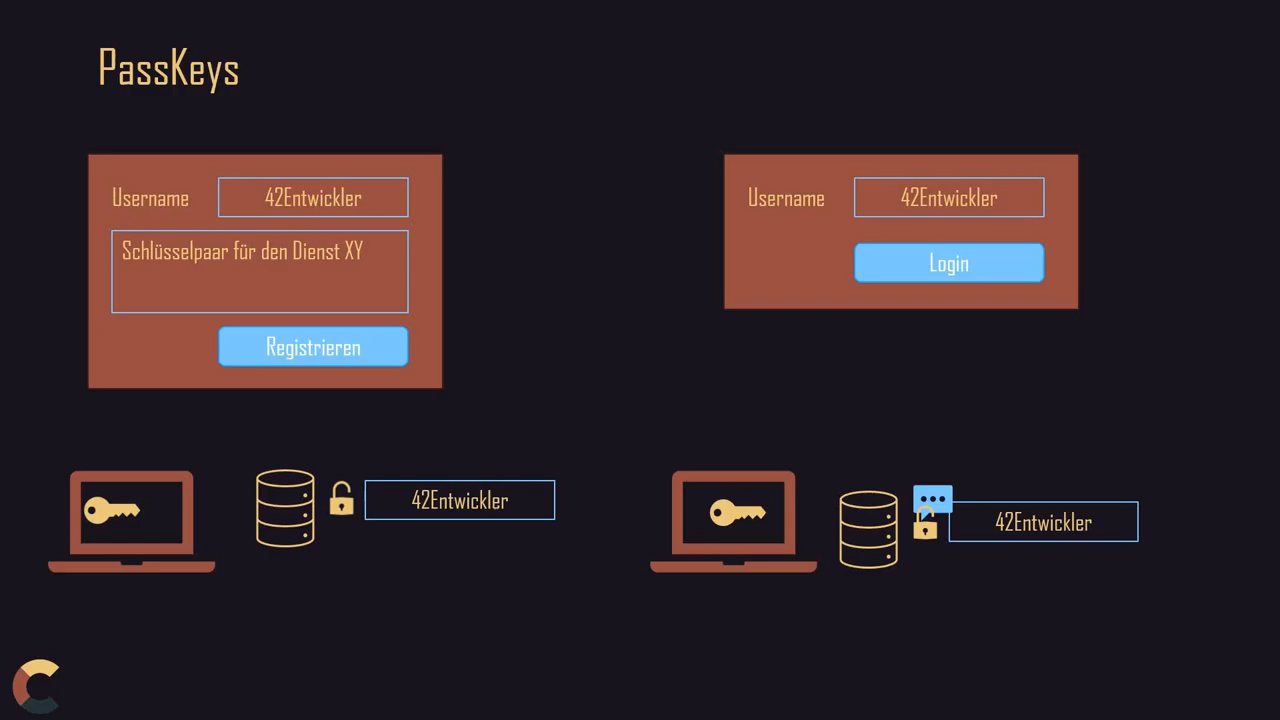 PassKeys
Username 42Entwickler
Schlüsselpaar für den Dienst XY
Registrieren
Username 42Entwickler
Login
42Entwickler
42Entwickler